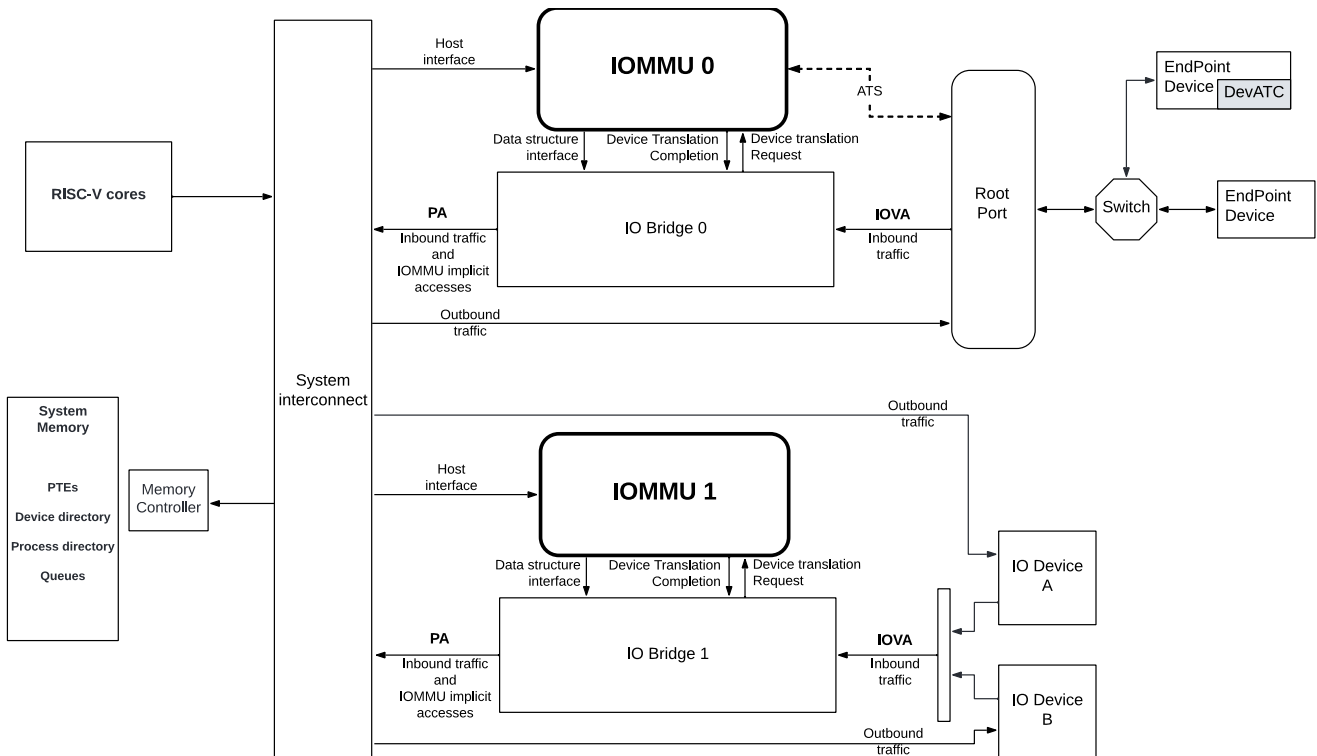 Host
interface
IOMMU 0
ATS
EndPoint
Device
DevATC
Data structure
interface
Device Translation
Completion
Device translation
Request
RISC-V cores
PA
Inbound traffic
and
IOMMU implicit
accesses
IO Bridge 0
IOVA
Inbound
traffic
Root
Port
Switch
EndPoint
Device
Outbound
traffic
System
interconnect
System
Memory
PTEs
Device directory
Process directory
Queues
Memory
Controller
Outbound
traffic
Host
interface
IOMMU 1
Data structure
interface
Device Translation
Completion
Device translation
Request
IO Device
A
PA
Inbound traffic
and
IOMMU implicit
accesses
IO Bridge 1
IOVA
Inbound
traffic
IO Device
B
Outbound
traffic